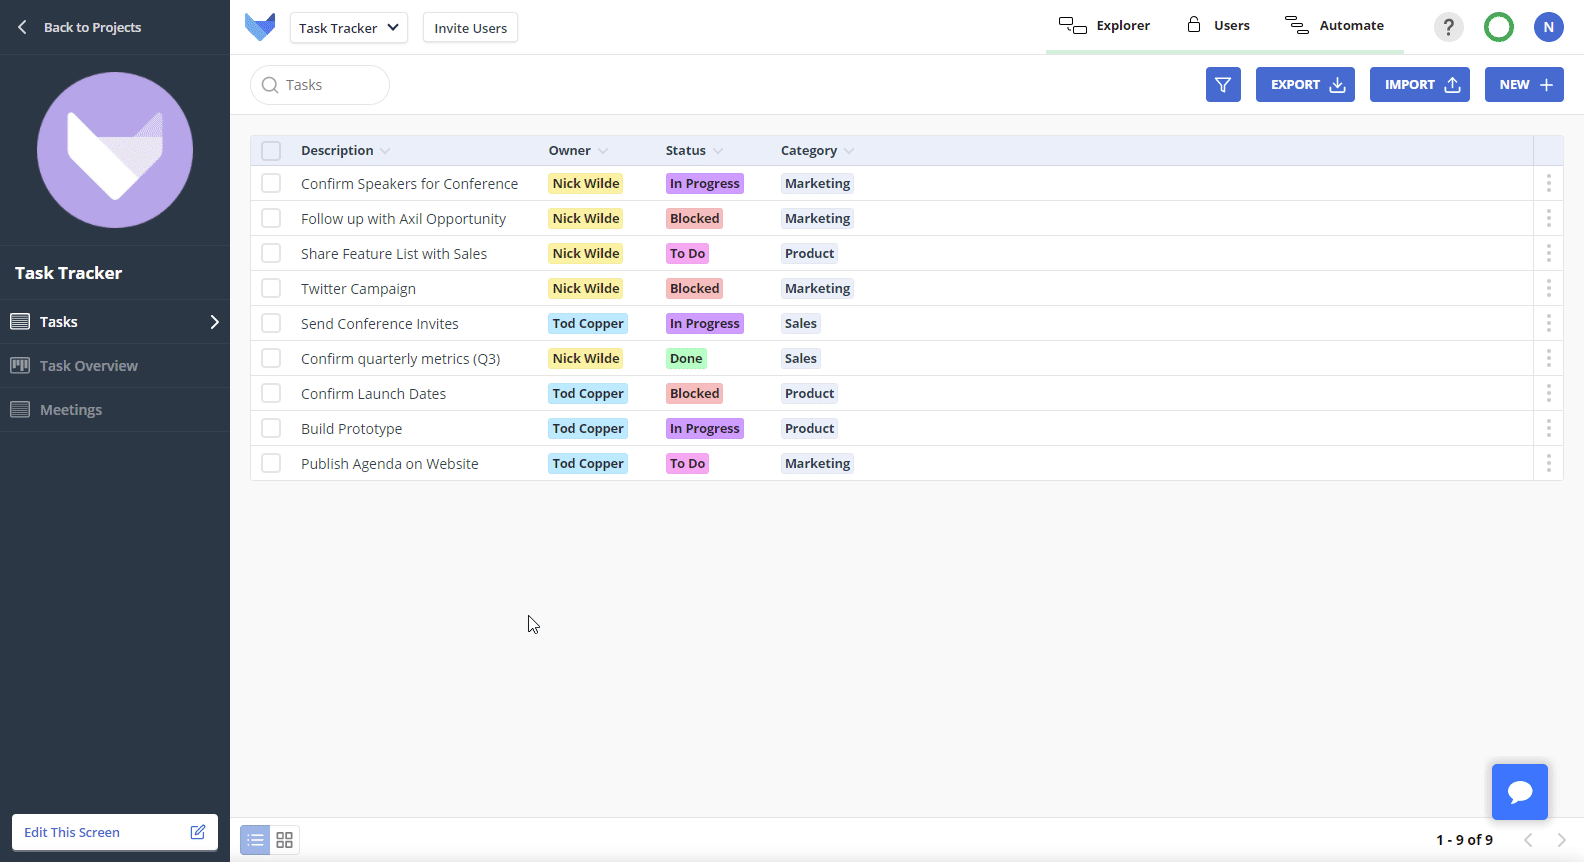 Back to Projects
Task Tracker
Invite Users
Explorer
Users
Automate
?
N
Tasks
EXPORT
IMPORT
NEW
Task Tracker
Tasks
Task Overview
Meetings
Edit This Screen
Description Owner Status Category
Confirm Speakers for Conference Nick Wilde In Progress Marketing
Follow up with Axil Opportunity Nick Wilde Blocked Marketing
Share Feature List with Sales Nick Wilde To Do Product
Twitter Campaign Nick Wilde Blocked Marketing
Send Conference Invites Tod Copper In Progress Sales
Confirm quarterly metrics (Q3) Nick Wilde Done Sales
Confirm Launch Dates Tod Copper Blocked Product
Build Prototype Tod Copper In Progress Product
Publish Agenda on Website Tod Copper To Do Marketing
1 - 9 of 9